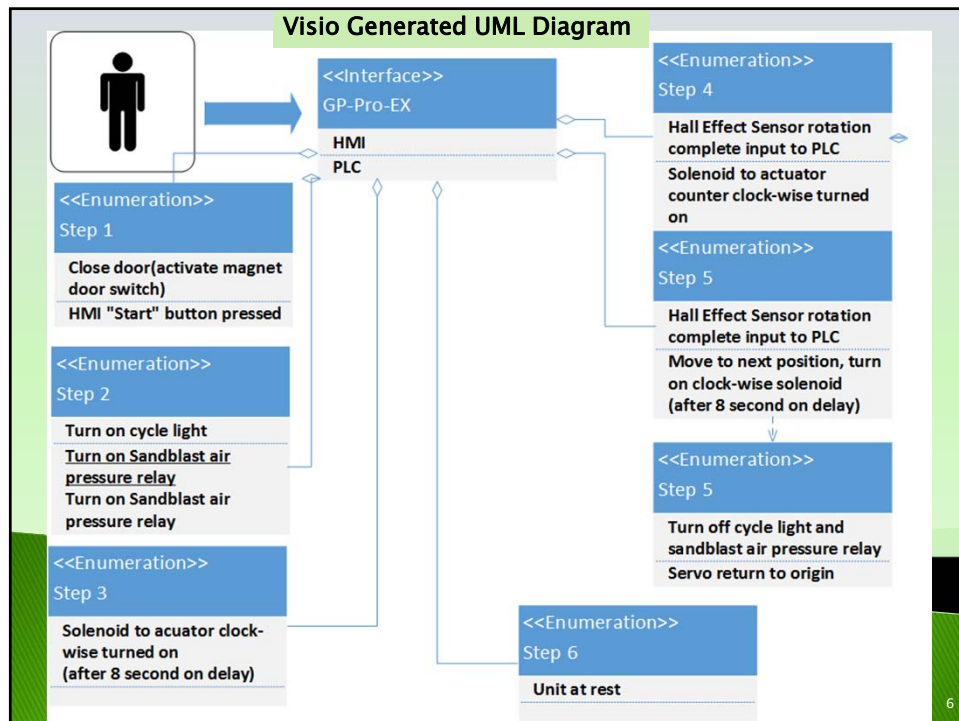 Visio Generated UML Diagram
<<Interface>>
GP-Pro-EX
HMI
PLC
<<Enumeration>>
Step 1
Close door(activate magnet
door switch)
HMI "Start" button pressed
<<Enumeration>>
Step 2
Turn on cycle light
Turn on Sandblast air
pressure relay
Turn on Sandblast air
pressure relay
<<Enumeration>>
Step 3
Solenoid to acuator clock-
wise turned on
(after 8 second on delay)
<<Enumeration>>
Step 4
Hall Effect Sensor rotation
complete input to PLC
Solenoid to actuator
counter clock-wise turned
on
<<Enumeration>>
Step 5
Hall Effect Sensor rotation
complete input to PLC
Move to next position, turn
on clock-wise solenoid
(after 8 second on delay)
<<Enumeration>>
Step 5
Turn off cycle light and
sandblast air pressure relay
Servo return to origin
<<Enumeration>>
Step 6
Unit at rest
6